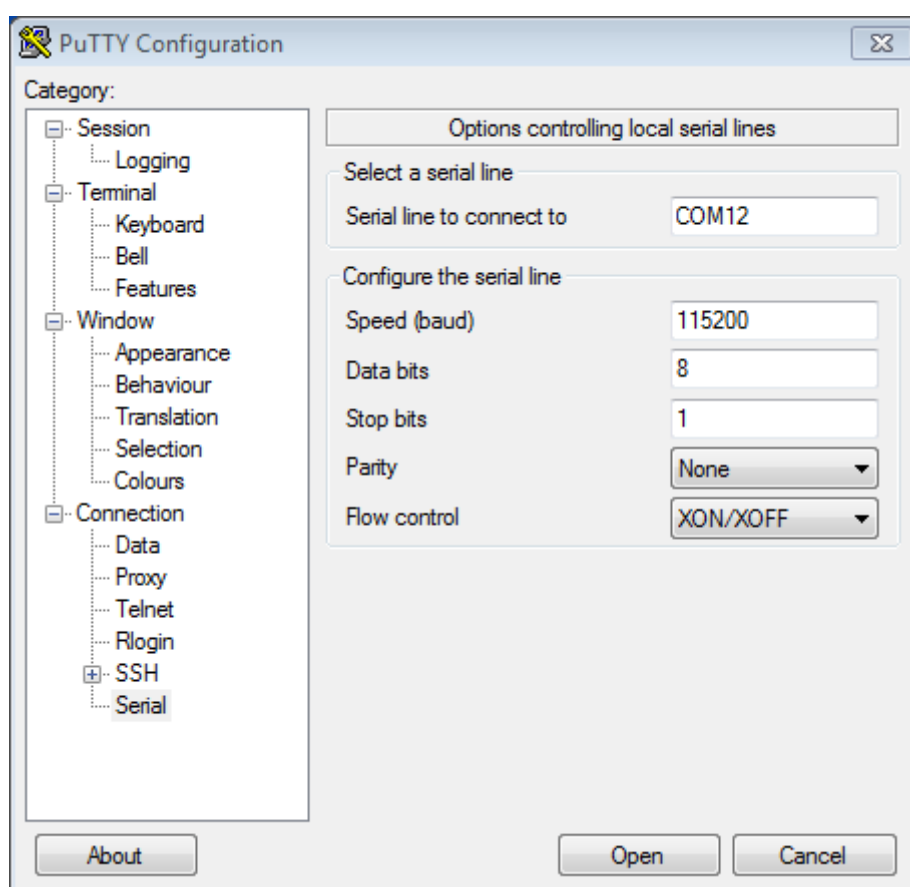 PuTTY Configuration
Category:
Session
Logging
Terminal
Keyboard
Bell
Features
Window
Appearance
Behaviour
Translation
Selection
Colours
Connection
Data
Proxy
Telnet
Rlogin
SSH
Serial
Options controlling local serial lines
Select a serial line
Serial line to connect to COM12
Configure the serial line
Speed (baud) 115200
Data bits 8
Stop bits 1
Parity None
Flow control XON/XOFF
About Open Cancel